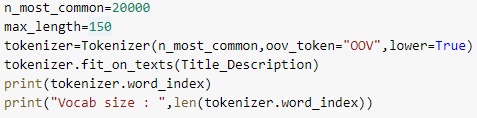 n_most_common=20000
max_length=150
tokenizer=Tokenizer(n_most_common,oov_token="OOV",lower=True)
tokenizer.fit_on_texts(Title_Description)
print(tokenizer.word_index)
print("Vocab size : ",len(tokenizer.word_index))